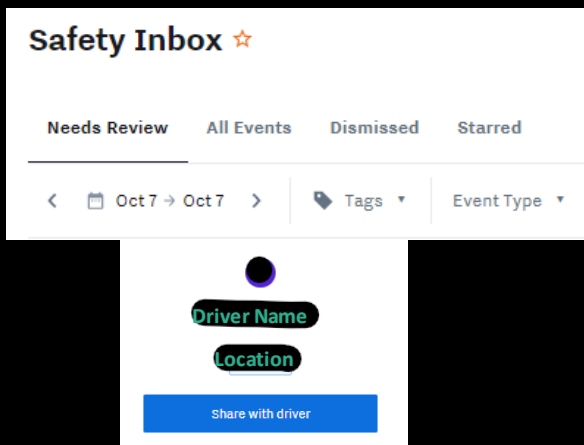 Safety Inbox
Needs Review All Events Dismissed Starred
Oct 7 → Oct 7 Tags Event Type
Driver Name
Location
Share with driver